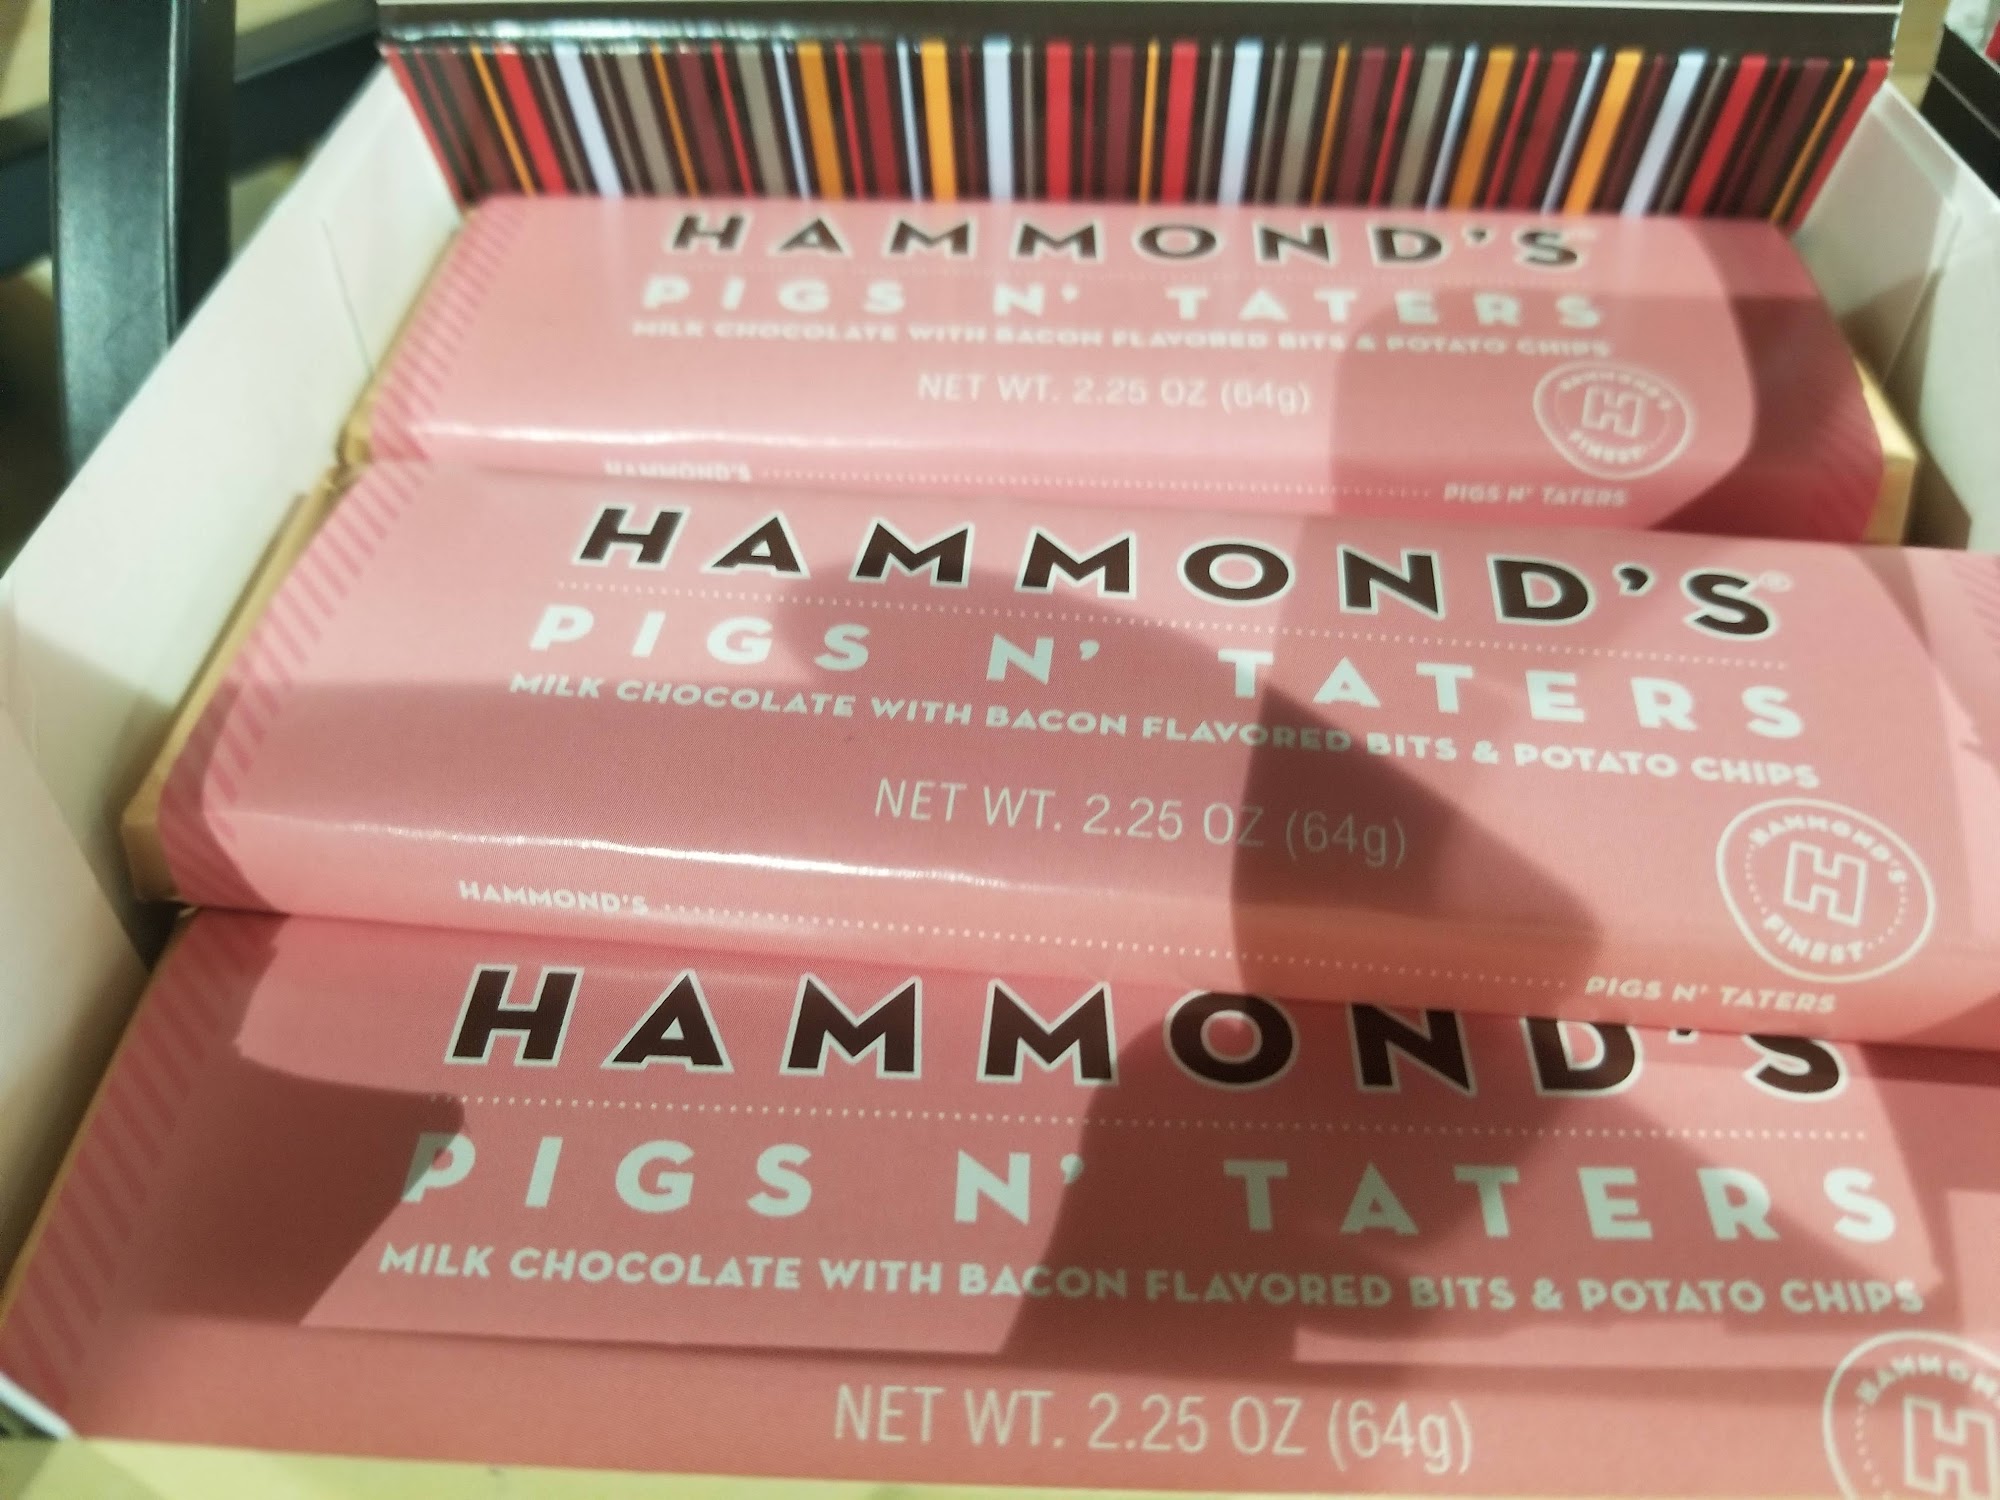 HAMMOND'S
PIGS N' TATERS
MILK CHOCOLATE WITH BACON FLAVORED BITS & POTATO CHIPS
NET WT. 2.25 OZ (64g)
HAMMOND'S
H
FINEST
HAMMOND'S PIGS N' TATERS
HAMMOND'S®
PIGS N' TATERS
MILK CHOCOLATE WITH BACON FLAVORED BITS & POTATO CHIPS
NET WT. 2.25 OZ (64g)
HAMMOND'S
H
FINEST
HAMMOND'S PIGS N' TATERS
HAMMOND'S
PIGS N' TATERS
MILK CHOCOLATE WITH BACON FLAVORED BITS & POTATO CHIPS
NET WT. 2.25 OZ (64g)
HAMMON
H